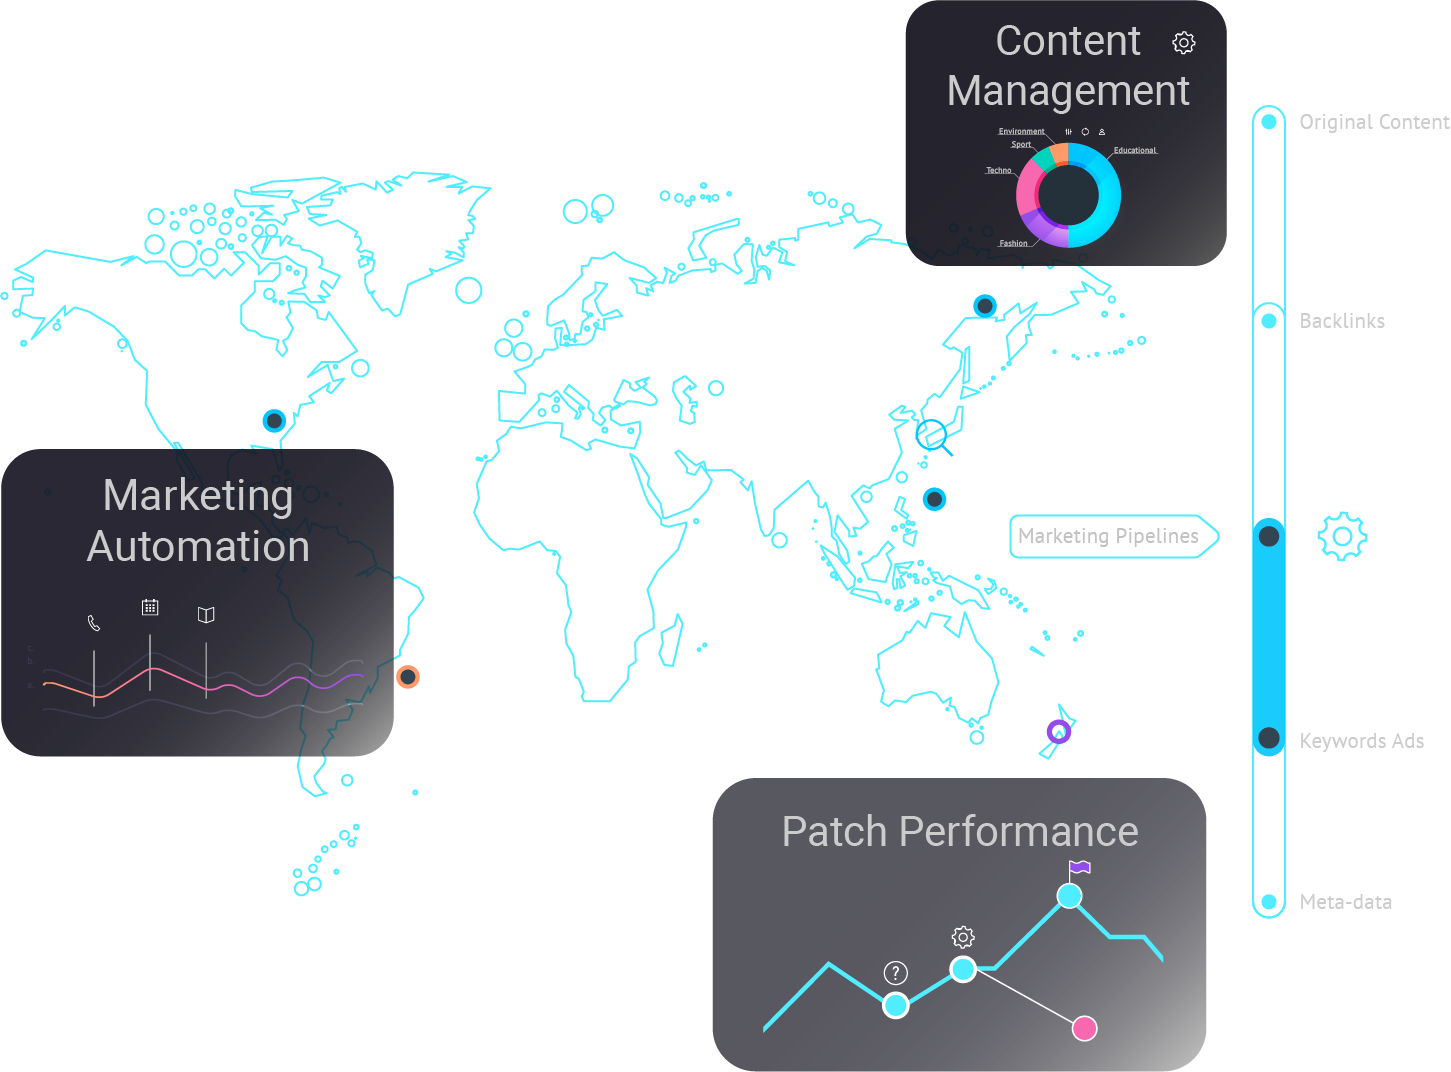 Content
Management
Environment
Sport
Educational
Techno
Fashion
Original Content
Backlinks
Marketing
Automation
Marketing Pipelines
Keywords Ads
Patch Performance
?
Meta-data